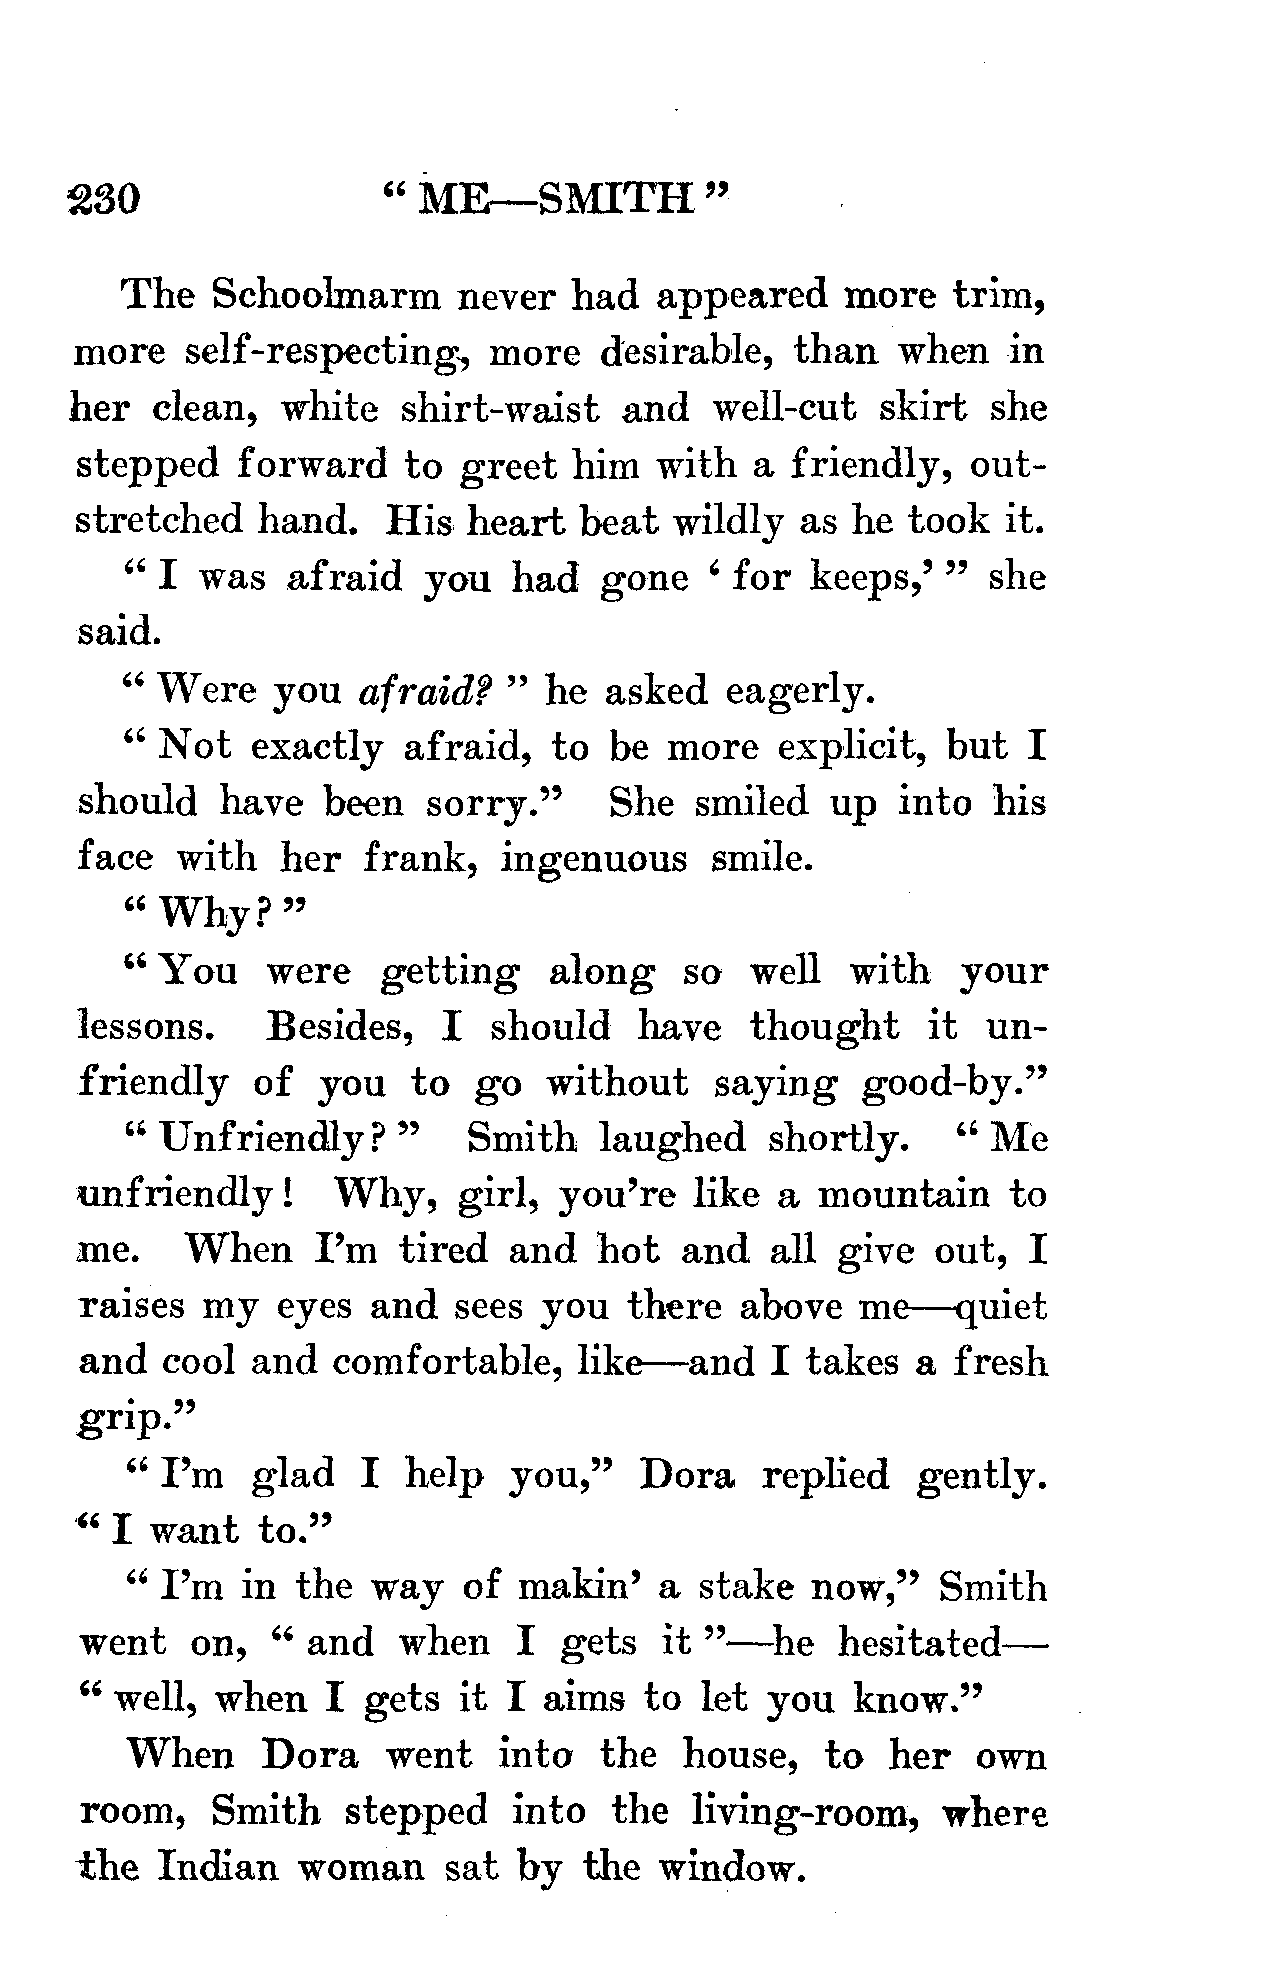 230 “ ME—SMITH ”
The Schoolmarm never had appeared more trim,
more self-respecting, more desirable, than when in
her clean, white shirt-waist and well-cut skirt she
stepped forward to greet him with a friendly, out-
stretched hand. His heart beat wildly as he took it.
“ I was afraid you had gone ‘ for keeps,’ ” she
said.
“ Were you afraid? ” he asked eagerly.
“ Not exactly afraid, to be more explicit, but I
should have been sorry.” She smiled up into his
face with her frank, ingenuous smile.
“ Why? ”
“ You were getting along so well with your
lessons. Besides, I should have thought it un-
friendly of you to go without saying good-by.”
“ Unfriendly? ” Smith laughed shortly. “ Me
unfriendly! Why, girl, you’re like a mountain to
me. When I’m tired and hot and all give out, I
raises my eyes and sees you there above me—quiet
and cool and comfortable, like—and I takes a fresh
grip.”
“ I’m glad I help you,” Dora replied gently.
“ I want to.”
“ I’m in the way of makin’ a stake now,” Smith
went on, “ and when I gets it ”—he hesitated—
“ well, when I gets it I aims to let you know.”
When Dora went into the house, to her own
room, Smith stepped into the living-room, where
the Indian woman sat by the window.